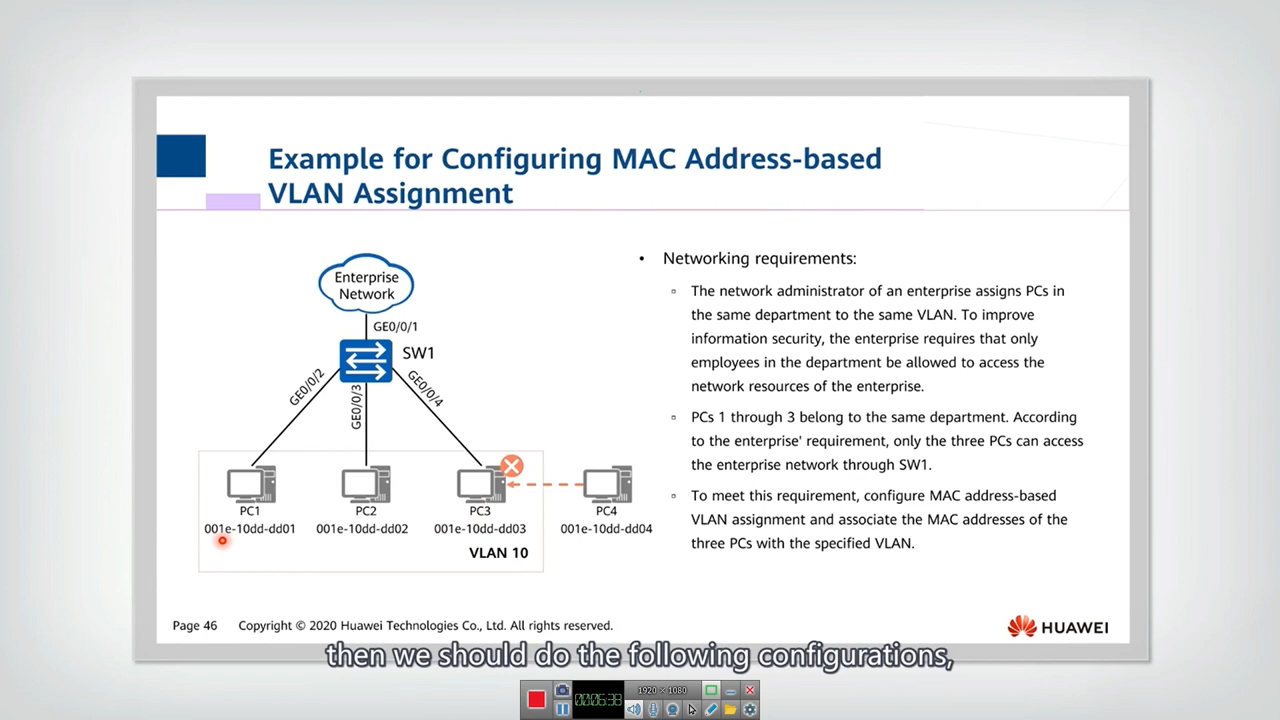 Example for Configuring MAC Address-based
VLAN Assignment
Enterprise
Network
GE0/0/1
SW1
GE0/0/2
GE0/0/3
GE0/0/4
PC1
PC2
PC3
PC4
001e-10dd-dd01
001e-10dd-dd02
001e-10dd-dd03
001e-10dd-dd04
VLAN 10
• Networking requirements:
▫ The network administrator of an enterprise assigns PCs in
the same department to the same VLAN. To improve
information security, the enterprise requires that only
employees in the department be allowed to access the
network resources of the enterprise.
▫ PCs 1 through 3 belong to the same department. According
to the enterprise' requirement, only the three PCs can access
the enterprise network through SW1.
▫ To meet this requirement, configure MAC address-based
VLAN assignment and associate the MAC addresses of the
three PCs with the specified VLAN.
Page 46 Copyright © 2020 Huawei Technologies Co., Ltd. All rights reserved.
HUAWEI
then we should do the following configurations,
00:06:38
1920 × 1080